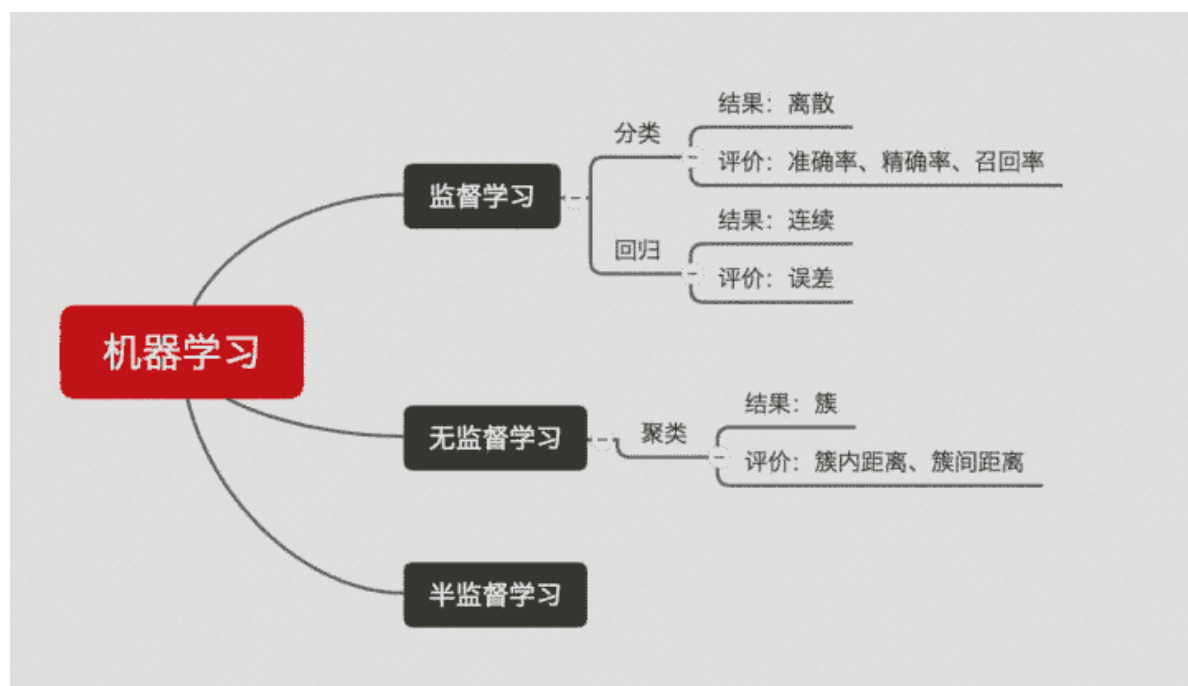 机器学习
监督学习
分类
结果：离散
评价：准确率、精确率、召回率
回归
结果：连续
评价：误差
无监督学习
聚类
结果：簇
评价：簇内距离、簇间距离
半监督学习